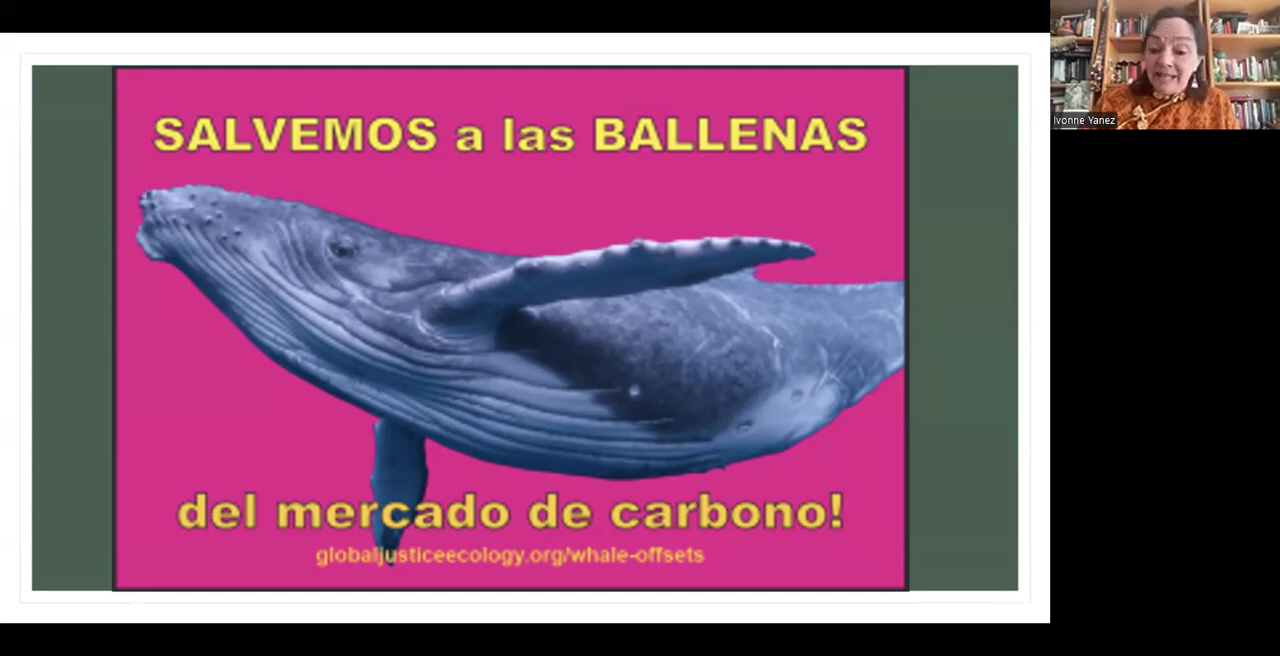 SALVEMOS a las BALLENAS
del mercado de carbono!
globaljusticeecology.org/whale-offsets
Ivonne Yanez